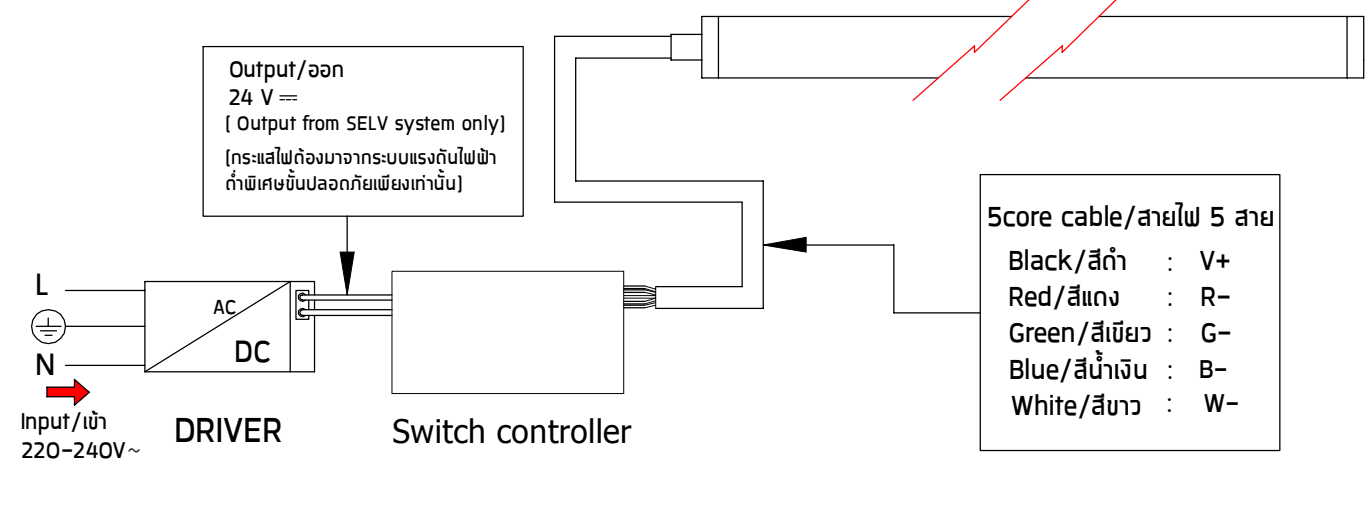 Output/ออก
24 V ⎓
( Output from SELV system only)
(กระแสไฟต้องมาจากระบบแรงดันไฟฟ้า
ต่ำพิเศษขั้นปลอดภัยเพียงเท่านั้น)
5core cable/สายไฟ 5 สาย
Black/สีดำ : V+
Red/สีแดง : R-
Green/สีเขียว : G-
Blue/สีน้ำเงิน : B-
White/สีขาว : W-
L
N
AC
DC
Input/เข้า
220-240V~
DRIVER
Switch controller